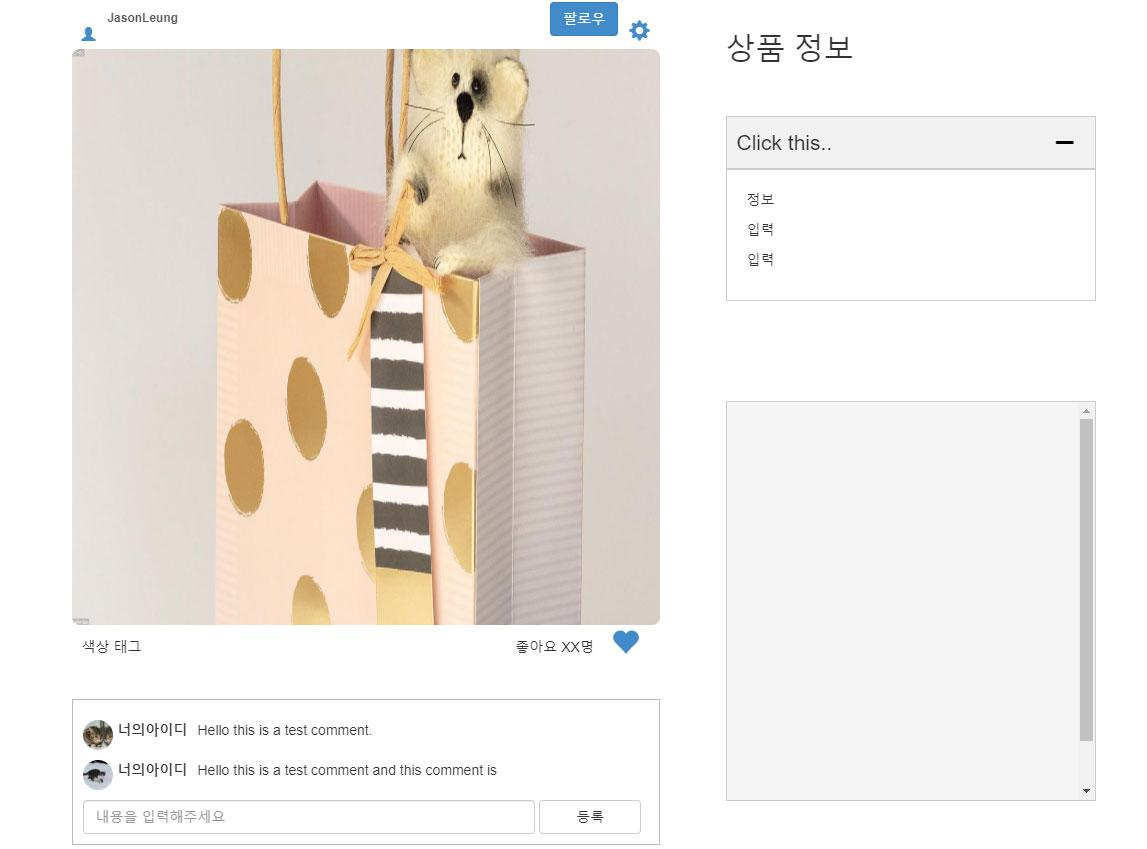 JasonLeung
팔로우
색상 태그
좋아요 XX명
너의아이디 Hello this is a test comment.
너의아이디 Hello this is a test comment and this comment is
내용을 입력해주세요
등록
상품 정보
Click this..
정보
입력
입력